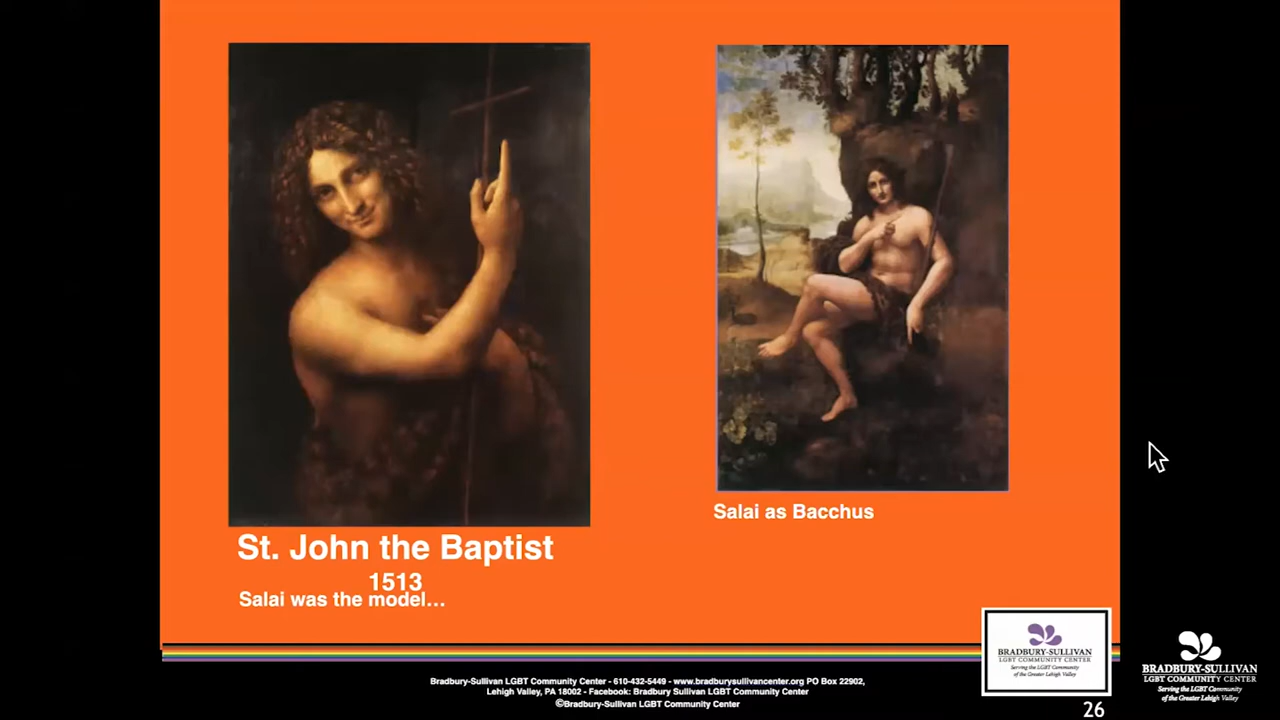 Salai as Bacchus
St. John the Baptist
1513
Salai was the model...
BRADBURY-SULLIVAN
LGBT COMMUNITY CENTER
Serving the LGBT Community
of the Greater Lehigh Valley
Bradbury-Sullivan LGBT Community Center - 610-432-5449 - www.bradburysullivancenter.org PO Box 22902,
Lehigh Valley, PA 18002 - Facebook: Bradbury Sullivan LGBT Community Center
©Bradbury-Sullivan LGBT Community Center
26
BRADBURY-SULLIVAN
LGBT COMMUNITY CENTER
Serving the LGBT Community
of the Greater Lehigh Valley